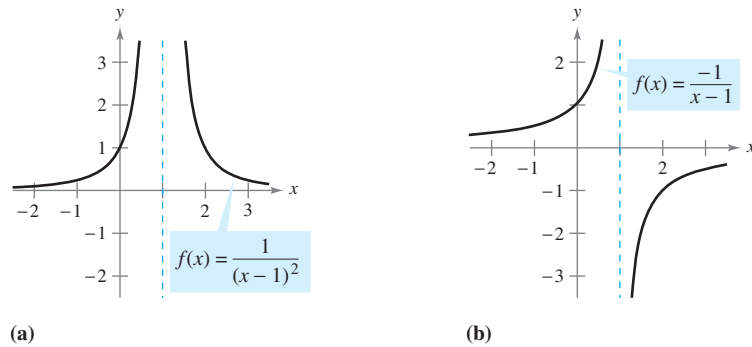 y
3
2
1
-2 -1 2 3 x
-1
-2
f(x) = 1/(x - 1)²
(a)
y
2
f(x) = -1/(x - 1)
-2 -1 2 x
-1
-2
-3
(b)